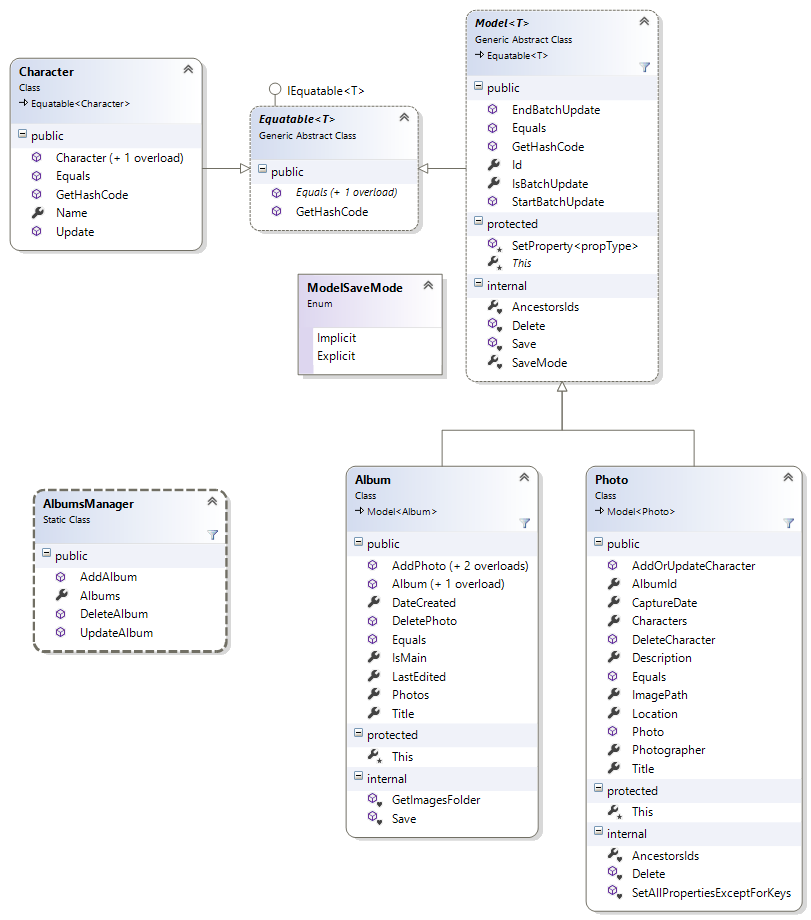 Character
Class
Equatable<Character>
public
Character (+ 1 overload)
Equals
GetHashCode
Name
Update
IEquatable<T>
Equatable<T>
Generic Abstract Class
public
Equals (+ 1 overload)
GetHashCode
Model<T>
Generic Abstract Class
Equatable<T>
public
EndBatchUpdate
Equals
GetHashCode
Id
IsBatchUpdate
StartBatchUpdate
protected
SetProperty<propType>
This
internal
AncestorsIds
Delete
Save
SaveMode
ModelSaveMode
Enum
Implicit
Explicit
AlbumsManager
Static Class
public
AddAlbum
Albums
DeleteAlbum
UpdateAlbum
Album
Class
Model<Album>
public
AddPhoto (+ 2 overloads)
Album (+ 1 overload)
DateCreated
DeletePhoto
Equals
IsMain
LastEdited
Photos
Title
protected
This
internal
GetImagesFolder
Save
Photo
Class
Model<Photo>
public
AddOrUpdateCharacter
AlbumId
CaptureDate
Characters
DeleteCharacter
Description
Equals
ImagePath
Location
Photo
Photographer
Title
protected
This
internal
AncestorsIds
Delete
SetAllPropertiesExceptForKeys